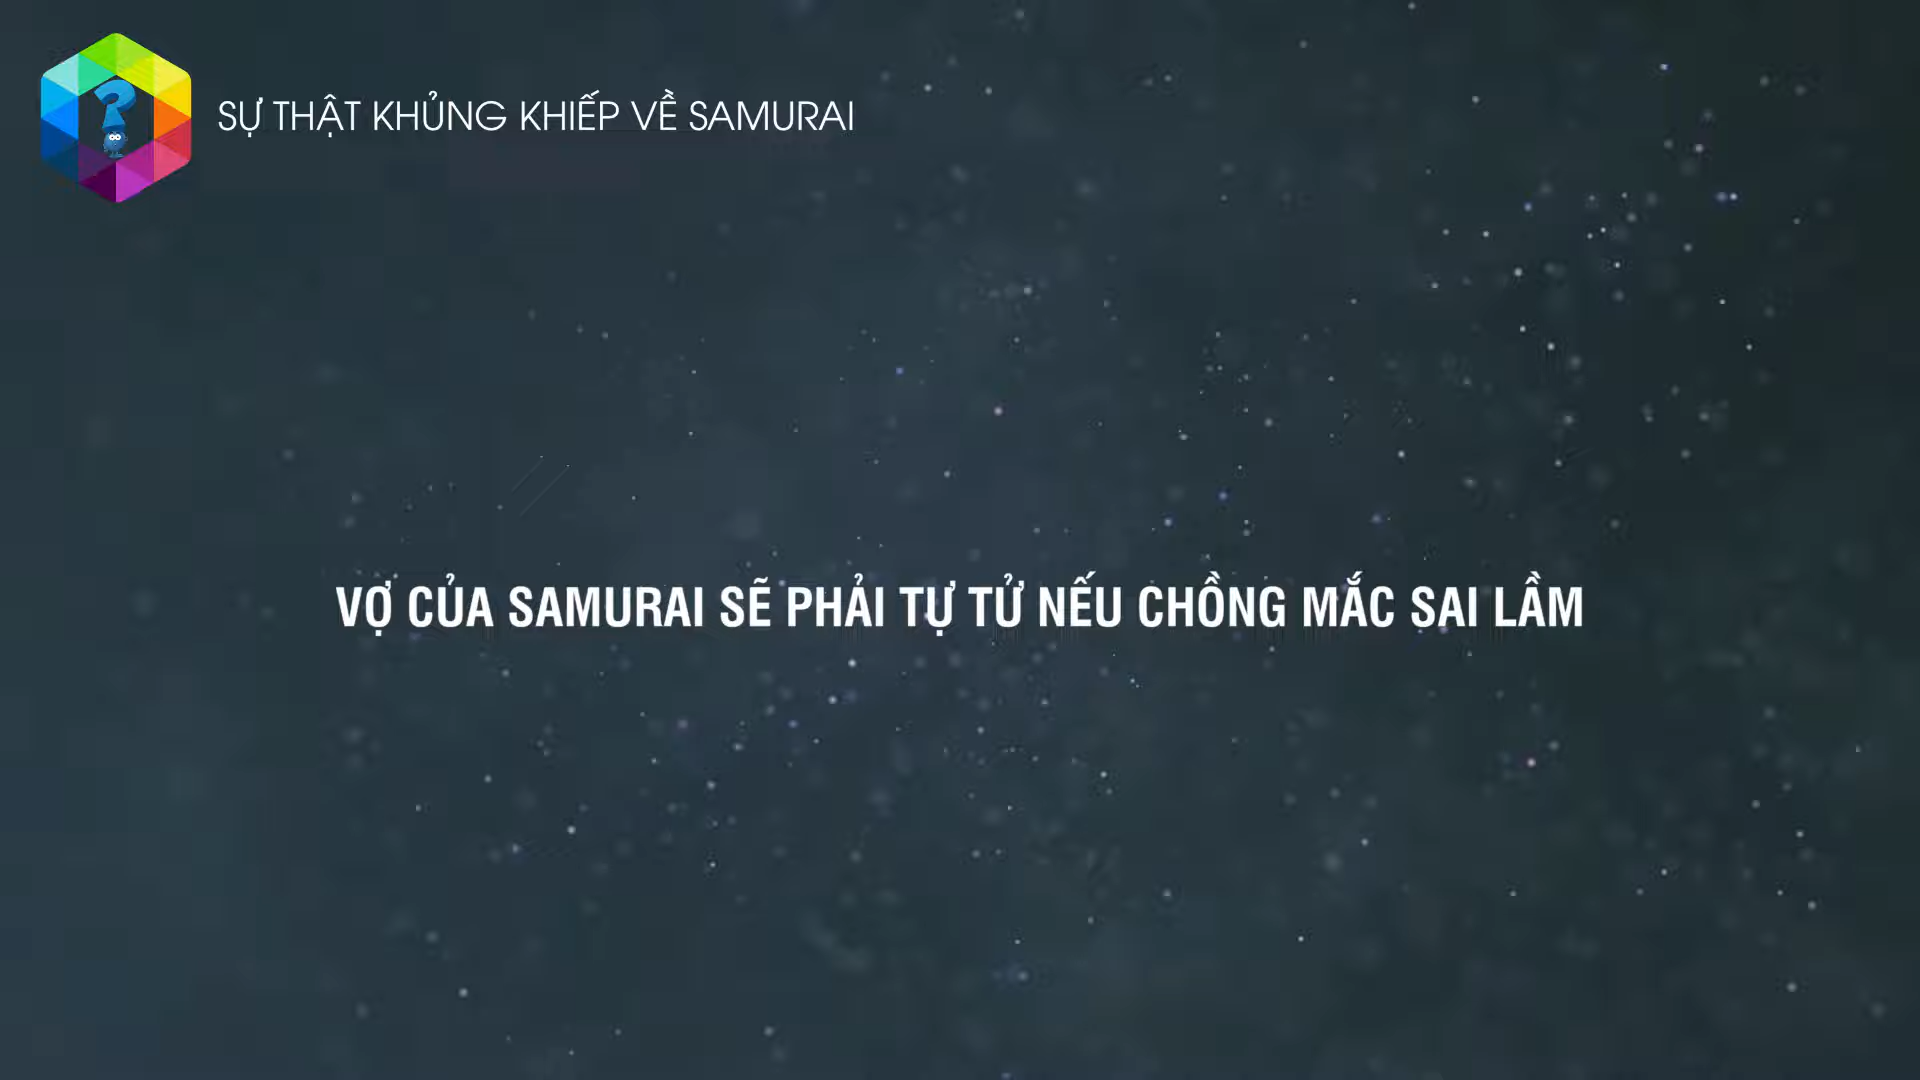 SỰ THẬT KHỦNG KHIẾP VỀ SAMURAI
VỢ CỦA SAMURAI SẼ PHẢI TỰ TỬ NẾU CHỒNG MẮC SAI LẦM